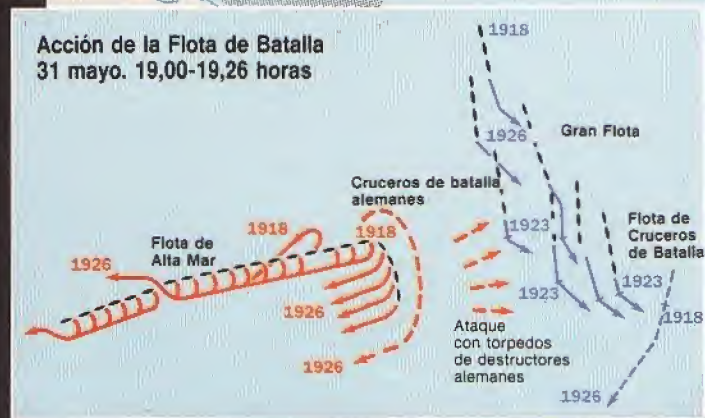 Acción de la Flota de Batalla
31 mayo. 19,00-19,26 horas
1918
1926
Gran Flota
Cruceros de batalla
alemanes
1918
1918
Flota de
Alta Mar
1926
1926
1926
1923
1923
Ataque
con torpedos
de destructores
alemanes
Flota de
Cruceros
de Batalla
1923
1918
1926